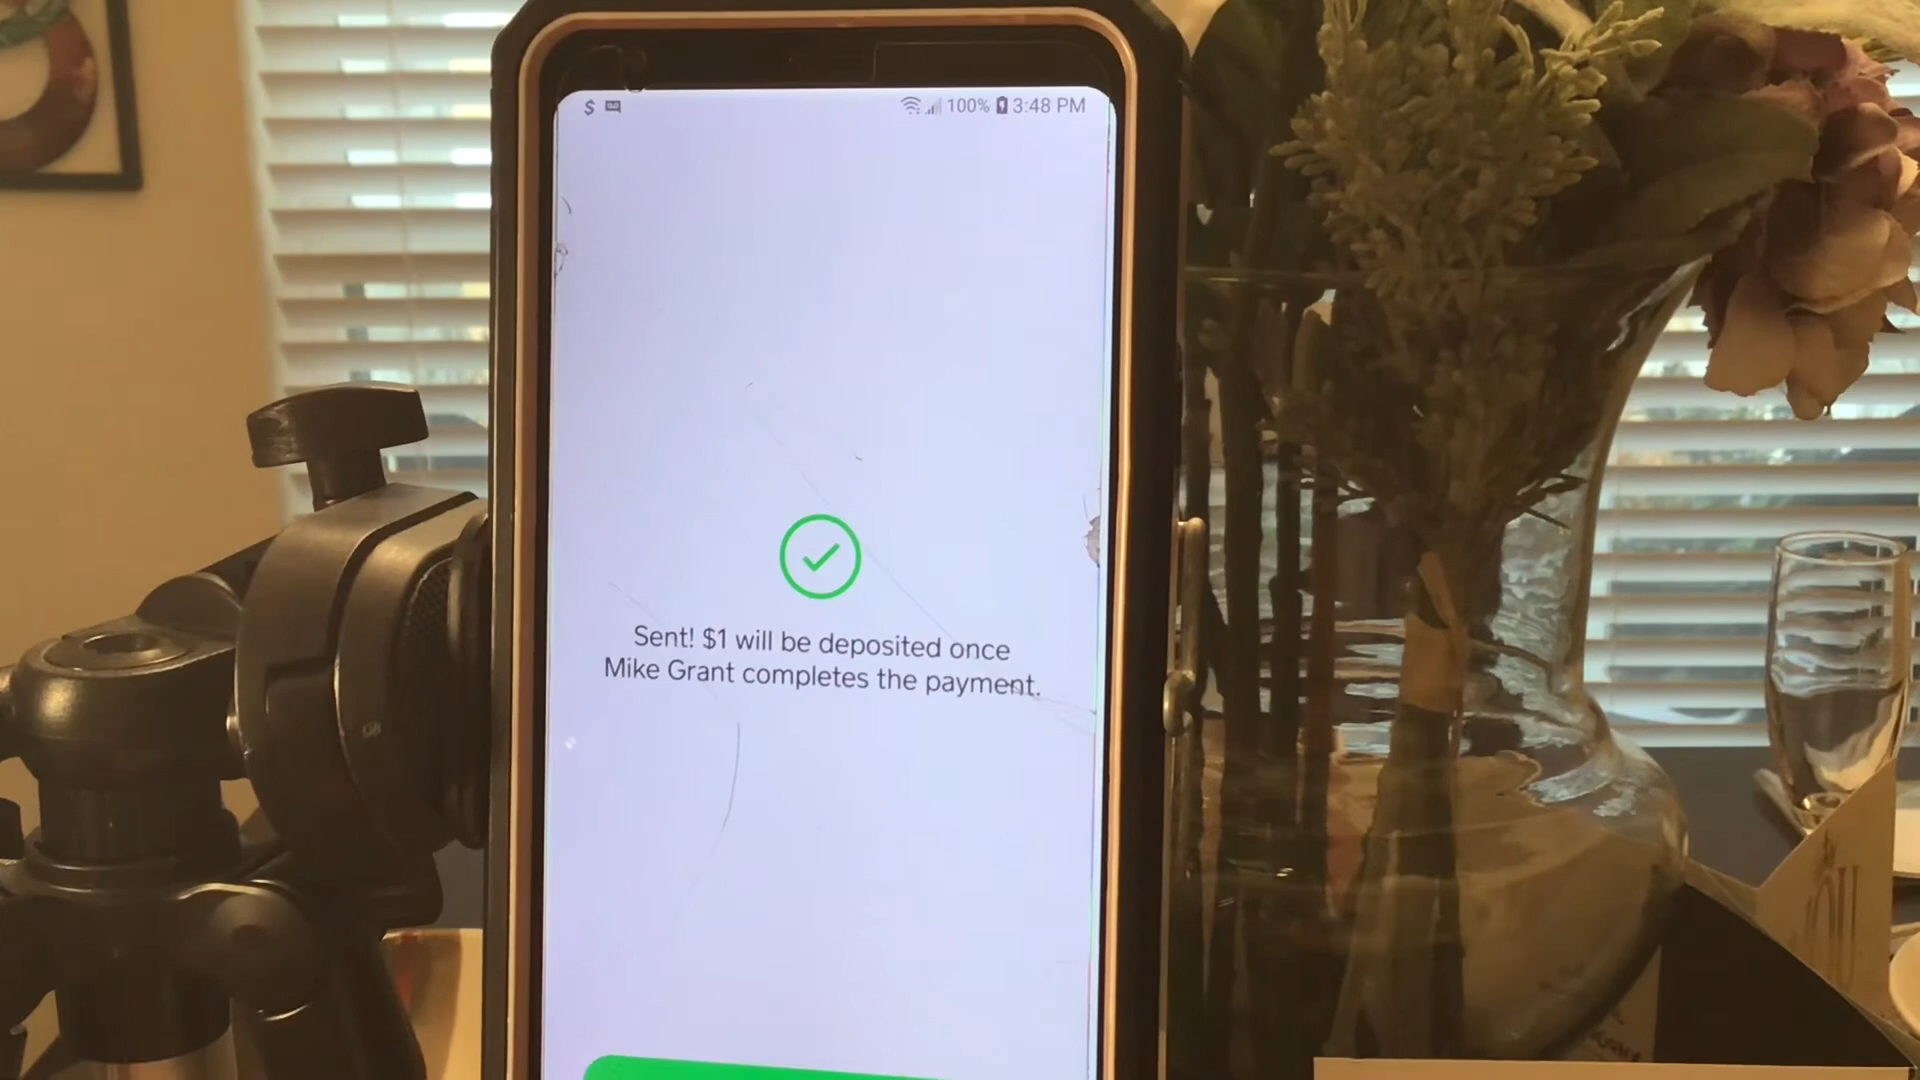 $ 100% 3:48 PM
Sent! $1 will be deposited once
Mike Grant completes the payment.